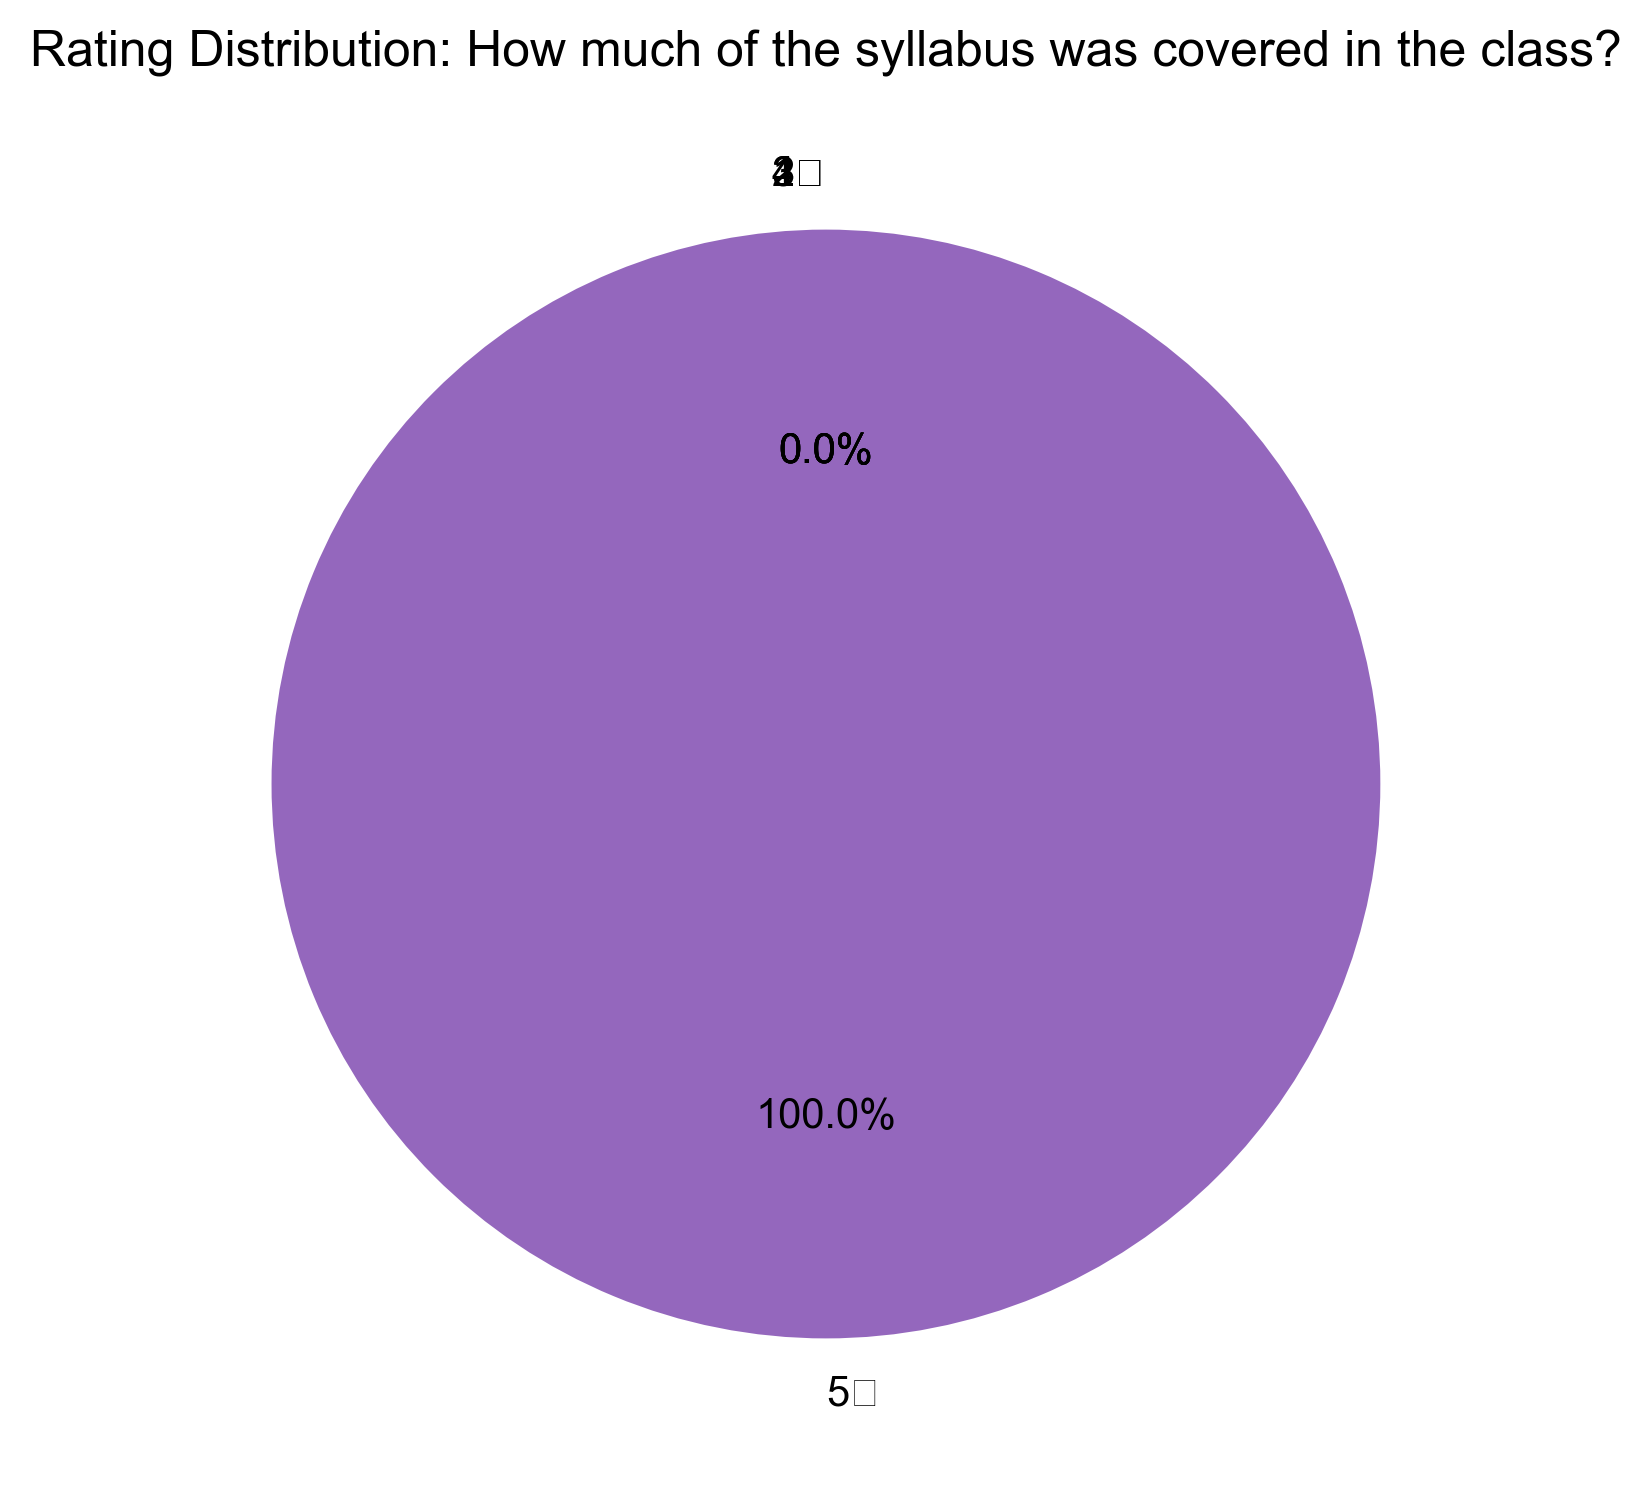 Rating Distribution: How much of the syllabus was covered in the class?
0.0%
100.0%
5